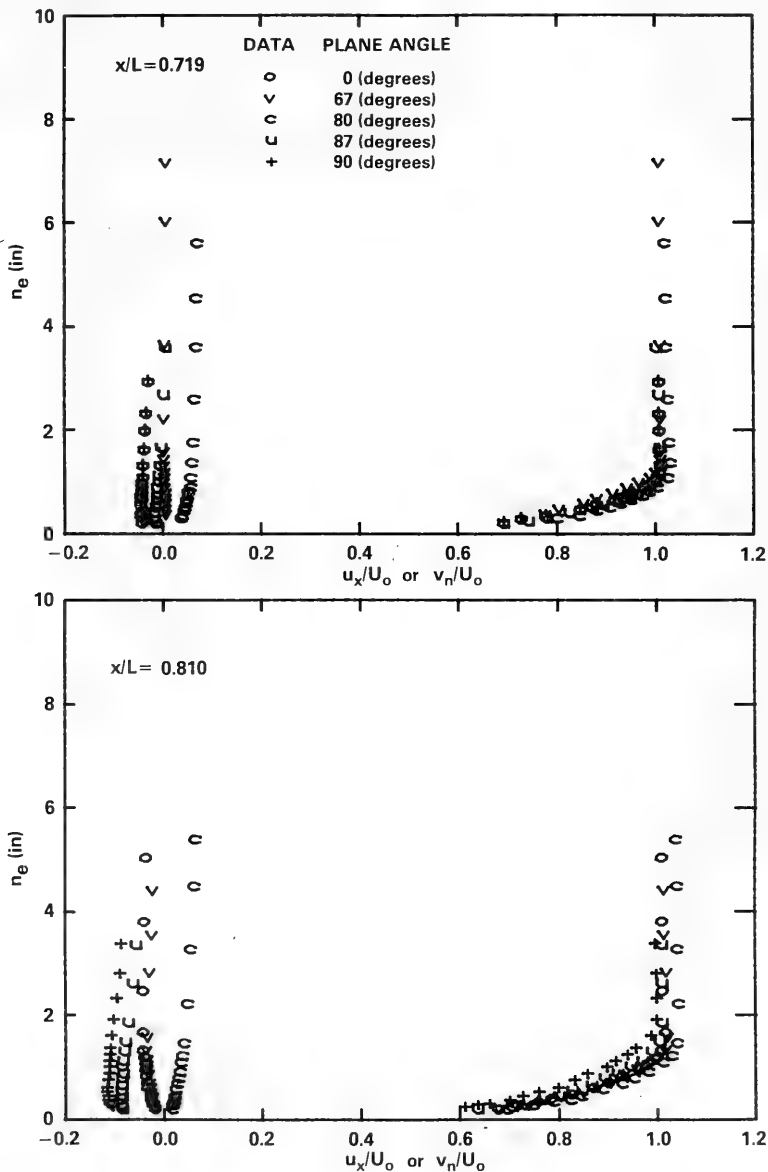 10
8
6
4
2
0
n_e (in)
x/L=0.719
DATA PLANE ANGLE
0 (degrees)
67 (degrees)
80 (degrees)
87 (degrees)
90 (degrees)
−0.2 0.0 0.2 0.4 0.6 0.8 1.0 1.2
u_x/U_o or v_n/U_o
10
8
6
4
2
0
n_e (in)
x/L= 0.810
−0.2 0.0 0.2 0.4 0.6 0.8 1.0 1.2
u_x/U_o or v_n/U_o